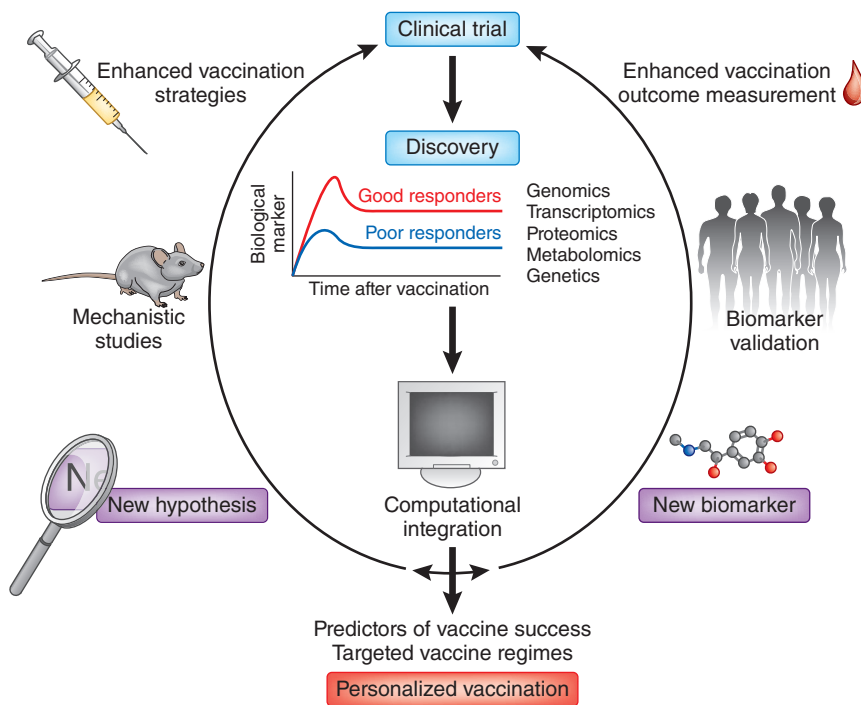 Clinical trial
Enhanced vaccination
strategies
Enhanced vaccination
outcome measurement
Discovery
Biological
marker
Good responders
Poor responders
Time after vaccination
Genomics
Transcriptomics
Proteomics
Metabolomics
Genetics
Mechanistic
studies
Biomarker
validation
Ne
New hypothesis
New biomarker
Computational
integration
Predictors of vaccine success
Targeted vaccine regimes
Personalized vaccination